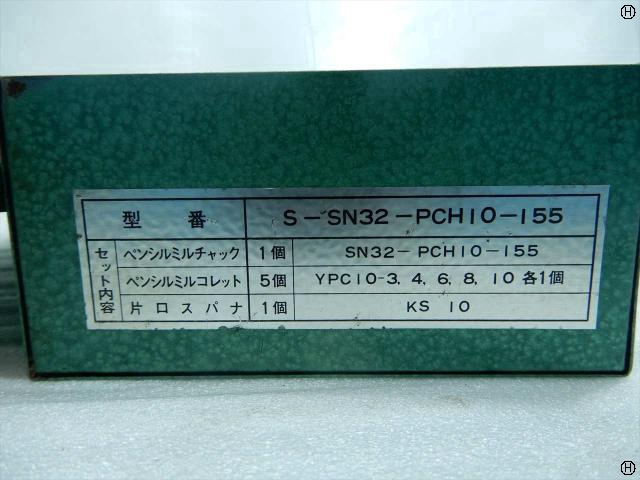 Ⓗ
型番 S-SN32-PCH10-155
セット内容
ペンシルミルチャック 1個 SN32-PCH10-155
ペンシルミルコレット 5個 YPC10-3, 4, 6, 8, 10 各1個
片口スパナ 1個 KS 10
Ⓗ